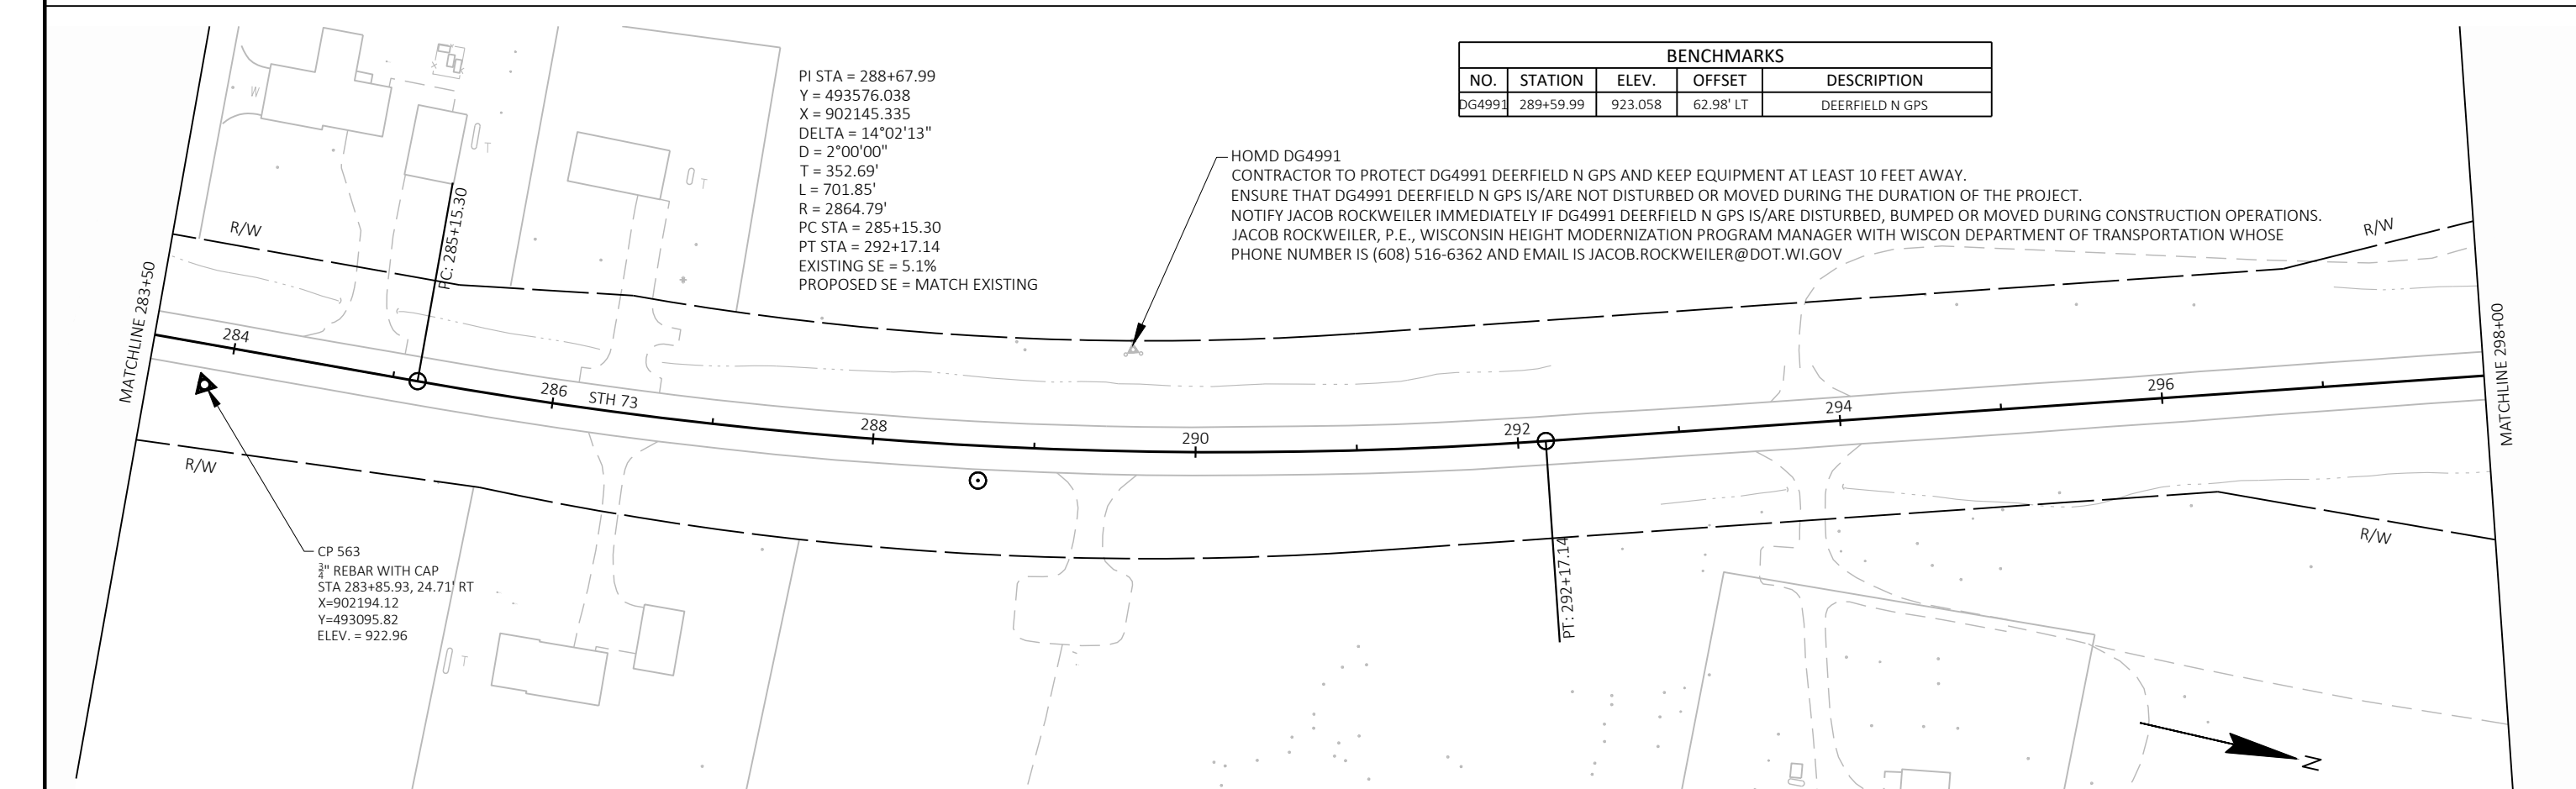 BENCHMARKS
NO. STATION ELEV. OFFSET DESCRIPTION
DG4991 289+59.99 923.058 62.98' LT DEERFIELD N GPS
PI STA = 288+67.99
Y = 493576.038
X = 902145.335
DELTA = 14°02'13"
D = 2°00'00"
T = 352.69'
L = 701.85'
R = 2864.79'
PC STA = 285+15.30
PT STA = 292+17.14
EXISTING SE = 5.1%
PROPOSED SE = MATCH EXISTING
HOMD DG4991
CONTRACTOR TO PROTECT DG4991 DEERFIELD N GPS AND KEEP EQUIPMENT AT LEAST 10 FEET AWAY.
ENSURE THAT DG4991 DEERFIELD N GPS IS/ARE NOT DISTURBED OR MOVED DURING THE DURATION OF THE PROJECT.
NOTIFY JACOB ROCKWEILER IMMEDIATELY IF DG4991 DEERFIELD N GPS IS/ARE DISTURBED, BUMPED OR MOVED DURING CONSTRUCTION OPERATIONS.
JACOB ROCKWEILER, P.E., WISCONSIN HEIGHT MODERNIZATION PROGRAM MANAGER WITH WISCON DEPARTMENT OF TRANSPORTATION WHOSE
PHONE NUMBER IS (608) 516-6362 AND EMAIL IS JACOB.ROCKWEILER@DOT.WI.GOV
W
T
T
R/W
R/W
PC: 285+15.30
MATCHLINE 283+50
MATCHLINE 298+00
284
286
STH 73
288
290
292
294
296
R/W
R/W
CP 563
¾" REBAR WITH CAP
STA 283+85.93, 24.71' RT
X=902194.12
Y=493095.82
ELEV. = 922.96
PT: 292+17.14
T
N